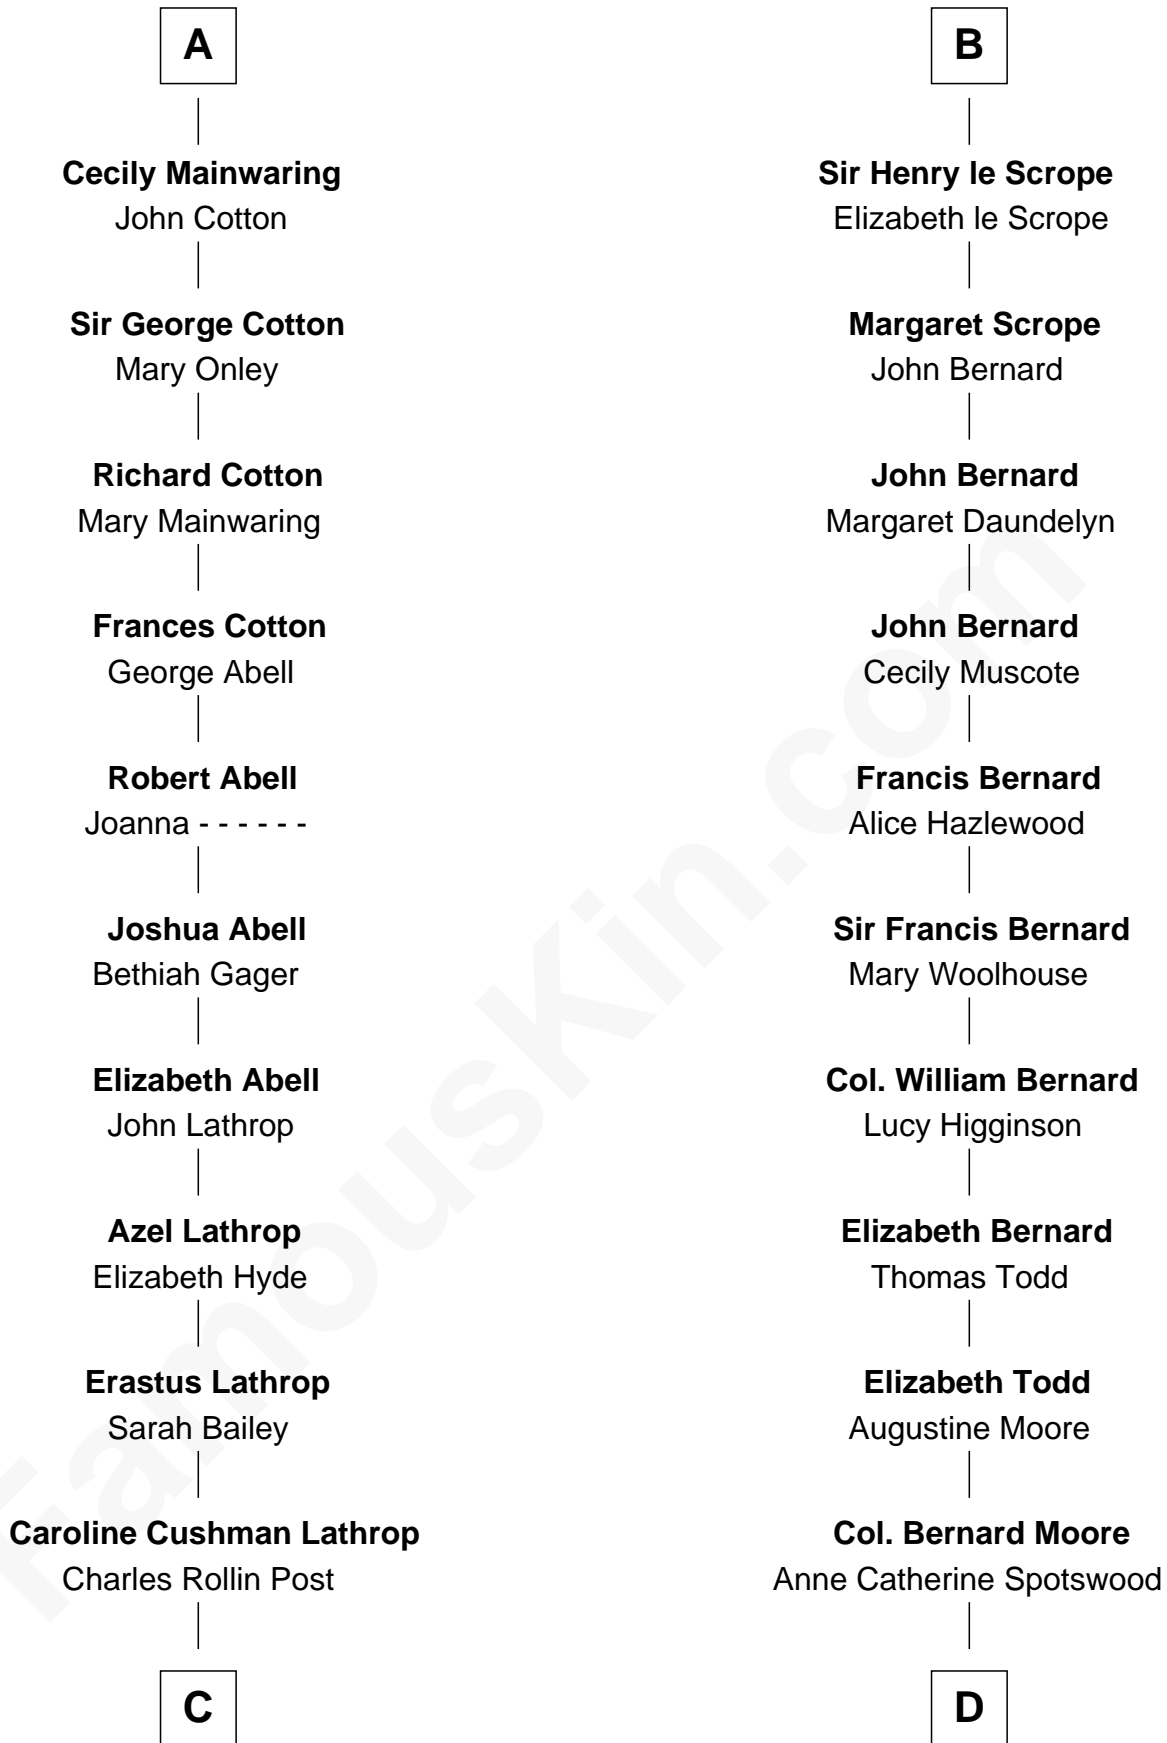 A
Cecily Mainwaring
John Cotton
Sir George Cotton
Mary Onley
Richard Cotton
Mary Mainwaring
Frances Cotton
George Abell
Robert Abell
Joanna - - - - - -
Joshua Abell
Bethiah Gager
Elizabeth Abell
John Lathrop
Azel Lathrop
Elizabeth Hyde
Erastus Lathrop
Sarah Bailey
Caroline Cushman Lathrop
Charles Rollin Post
C
B
Sir Henry le Scrope
Elizabeth le Scrope
Margaret Scrope
John Bernard
John Bernard
Margaret Daundelyn
John Bernard
Cecily Muscote
Francis Bernard
Alice Hazlewood
Sir Francis Bernard
Mary Woolhouse
Col. William Bernard
Lucy Higginson
Elizabeth Bernard
Thomas Todd
Elizabeth Todd
Augustine Moore
Col. Bernard Moore
Anne Catherine Spotswood
D
FamousKin.com